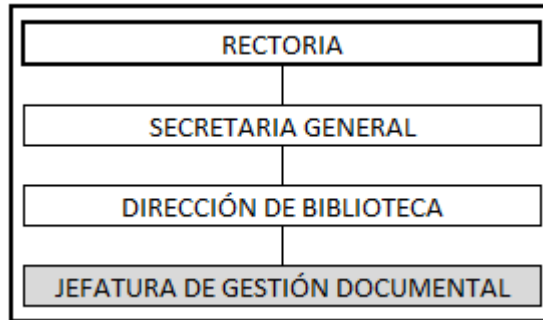 RECTORIA
SECRETARIA GENERAL
DIRECCIÓN DE BIBLIOTECA
JEFATURA DE GESTIÓN DOCUMENTAL